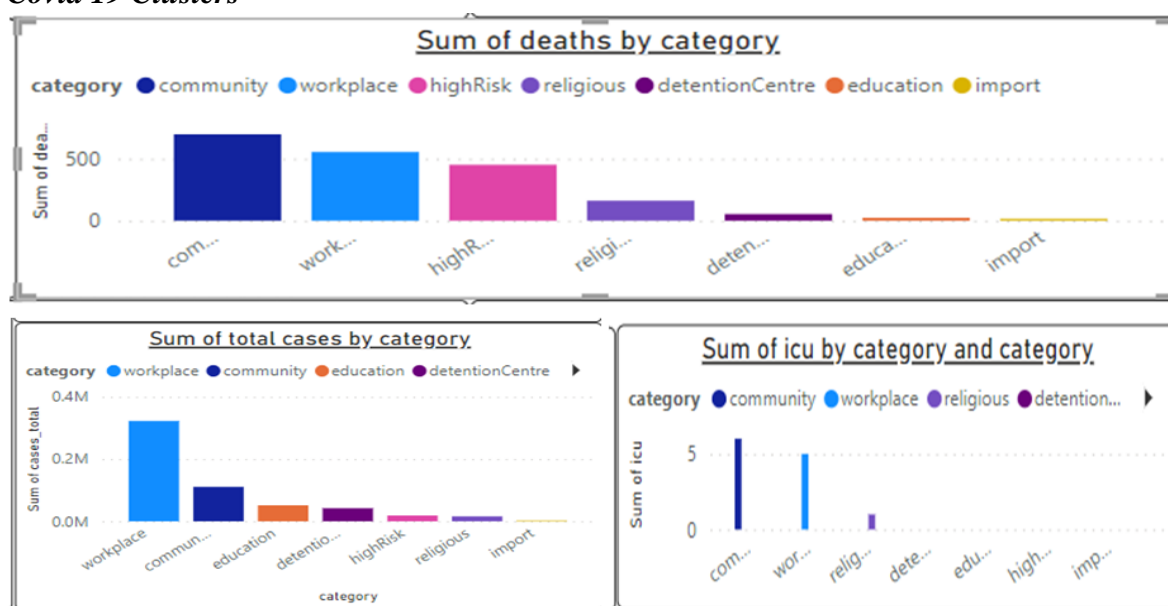 Covid 19 Clusters
Sum of deaths by category
category community workplace highRisk religious detentionCentre education import
Sum of dea...
500
0
com...
work...
highR...
religi...
deten...
educa...
import
Sum of total cases by category
category workplace community education detentionCentre
Sum of cases_total
0.4M
0.2M
0.0M
workplace
commun...
education
detentio...
highRisk
religious
import
category
Sum of icu by category and category
category community workplace religious detention...
Sum of icu
5
0
com...
wor...
relig...
dete...
edu...
high...
imp...